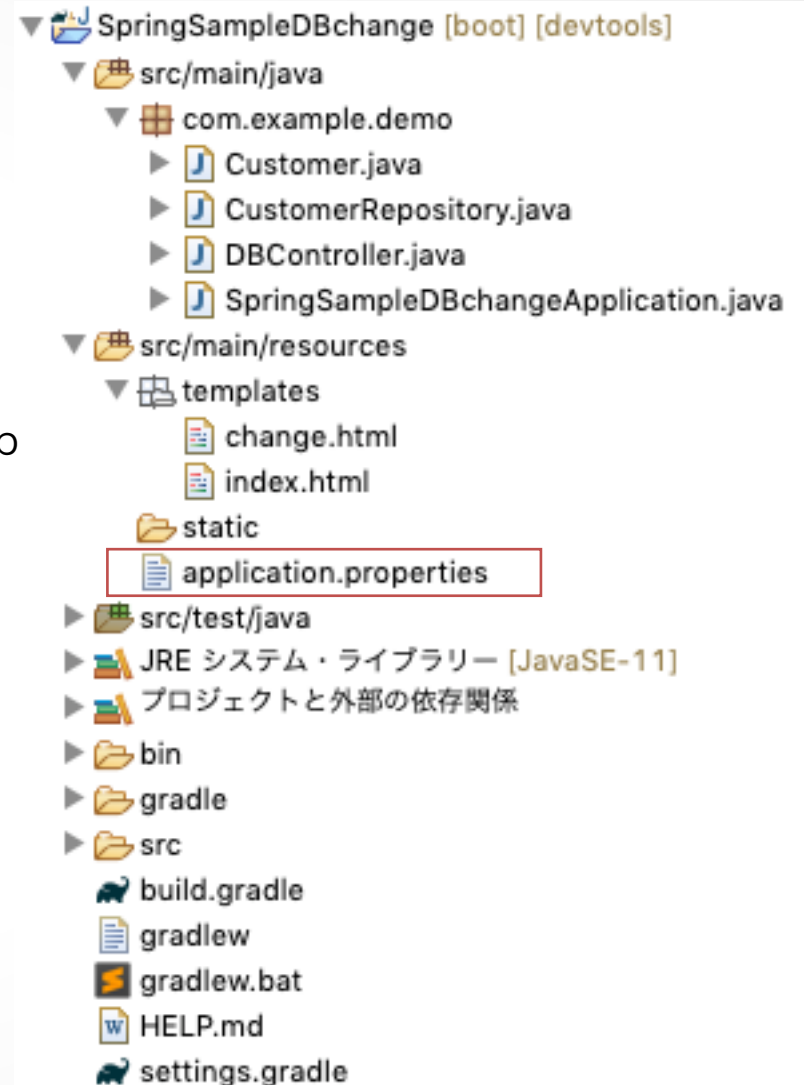 SpringSampleDBchange [boot] [devtools]
src/main/java
com.example.demo
Customer.java
CustomerRepository.java
DBController.java
SpringSampleDBchangeApplication.java
src/main/resources
templates
change.html
index.html
static
application.properties
src/test/java
JRE システム・ライブラリー [JavaSE-11]
プロジェクトと外部の依存関係
bin
gradle
src
build.gradle
gradlew
gradlew.bat
HELP.md
settings.gradle